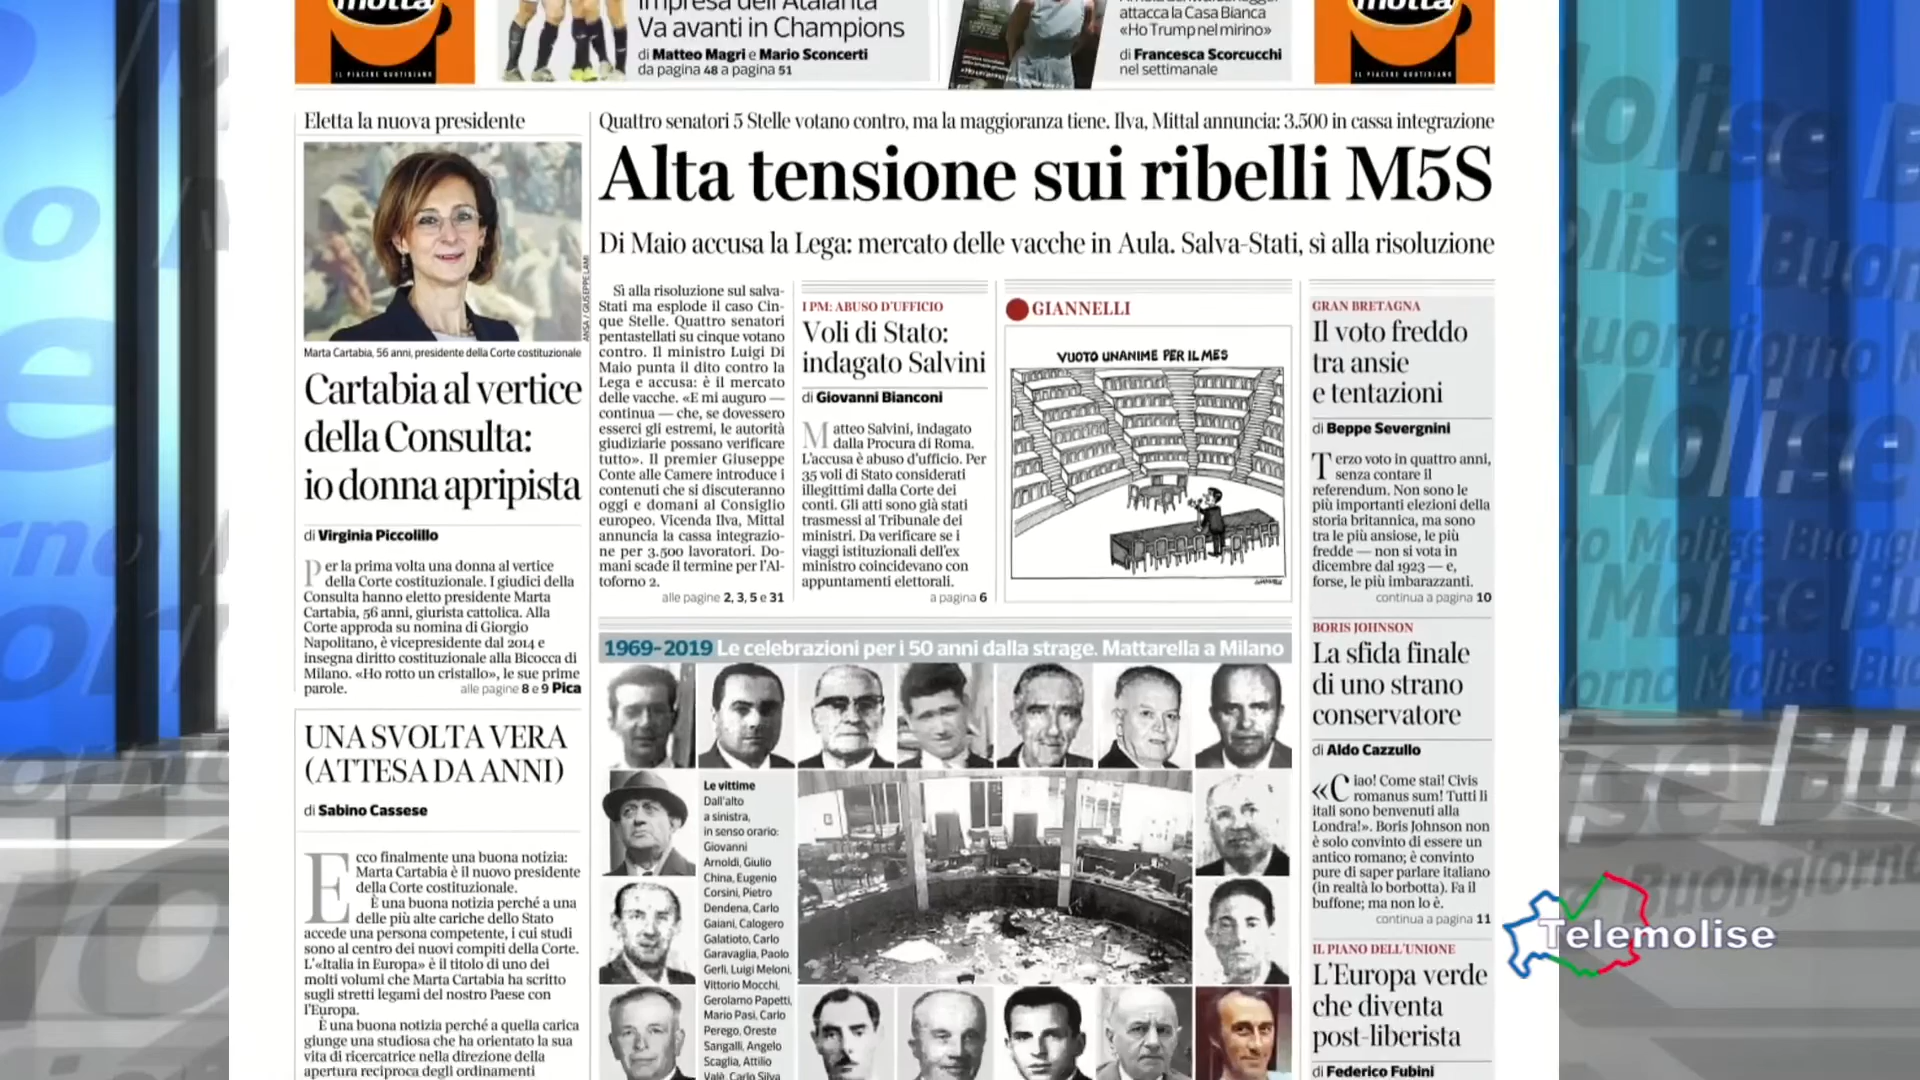 motta
IL PIACERE QUOTIDIANO
Impresa dell'Atalanta
Va avanti in Champions
di Matteo Magri e Mario Sconcerti
da pagina 48 a pagina 51
attacca la Casa Bianca
«Ho Trump nel mirino»
di Francesca Scorcucchi
nel settimanale
motta
IL PIACERE QUOTIDIANO
Eletta la nuova presidente
ANSA / GIUSEPPE LAMI
Marta Cartabia, 56 anni, presidente della Corte costituzionale
Cartabia al vertice
della Consulta:
io donna apripista
di Virginia Piccolillo
Per la prima volta una donna al vertice
della Corte costituzionale. I giudici della
Consulta hanno eletto presidente Marta
Cartabia, 56 anni, giurista cattolica. Alla
Corte approda su nomina di Giorgio
Napolitano, è vicepresidente dal 2014 e
insegna diritto costituzionale alla Bicocca di
Milano. «Ho rotto un cristallo», le sue prime
parole.
alle pagine 8 e 9 Pica
UNA SVOLTA VERA
(ATTESA DA ANNI)
di Sabino Cassese
Ecco finalmente una buona notizia:
Marta Cartabia è il nuovo presidente
della Corte costituzionale.
È una buona notizia perché a una
delle più alte cariche dello Stato
accede una persona competente, i cui studi
sono al centro dei nuovi compiti della Corte.
L'«Italia in Europa» è il titolo di uno dei
molti volumi che Marta Cartabia ha scritto
sugli stretti legami del nostro Paese con
l'Europa.
È una buona notizia perché a quella carica
giunge una studiosa che ha orientato la sua
vita di ricercatrice nella direzione della
apertura reciproca degli ordinamenti
Quattro senatori 5 Stelle votano contro, ma la maggioranza tiene. Ilva, Mittal annuncia: 3.500 in cassa integrazione
Alta tensione sui ribelli M5S
Di Maio accusa la Lega: mercato delle vacche in Aula. Salva-Stati, sì alla risoluzione
Sì alla risoluzione sul salva-
Stati ma esplode il caso Cin-
que Stelle. Quattro senatori
pentastellati su cinque votano
contro. Il ministro Luigi Di
Maio punta il dito contro la
Lega e accusa: è il mercato
delle vacche. «E mi auguro —
continua — che, se dovessero
esserci gli estremi, le autorità
giudiziarie possano verificare
tutto». Il premier Giuseppe
Conte alle Camere introduce i
contenuti che si discuteranno
oggi e domani al Consiglio
europeo. Vicenda Ilva, Mittal
annuncia la cassa integrazio-
ne per 3.500 lavoratori. Do-
mani scade il termine per l'Al-
toforno 2.
alle pagine 2, 3, 5 e 31
I PM: ABUSO D'UFFICIO
Voli di Stato:
indagato Salvini
di Giovanni Bianconi
Matteo Salvini, indagato
dalla Procura di Roma.
L'accusa è abuso d'ufficio. Per
35 voli di Stato considerati
illegittimi dalla Corte dei
conti. Gli atti sono già stati
trasmessi al Tribunale dei
ministri. Da verificare se i
viaggi istituzionali dell'ex
ministro coincidevano con
appuntamenti elettorali.
a pagina 6
GIANNELLI
VUOTO UNANIME PER IL MES
GIANNELLI
GRAN BRETAGNA
Il voto freddo
tra ansie
e tentazioni
di Beppe Severgnini
Terzo voto in quattro anni,
senza contare il
referendum. Non sono le
più importanti elezioni della
storia britannica, ma sono
tra le più ansiose, le più
fredde — non si vota in
dicembre dal 1923 — e,
forse, le più imbarazzanti.
continua a pagina 10
BORIS JOHNSON
La sfida finale
di uno strano
conservatore
di Aldo Cazzullo
«Ciao! Come stai! Civis
romanus sum! Tutti li
itali sono benvenuti alla
Londra!». Boris Johnson non
è solo convinto di essere un
antico romano; è convinto
pure di saper parlare italiano
(in realtà lo borbotta). Fa il
buffone; ma non lo è.
continua a pagina 11
IL PIANO DELL'UNIONE
L'Europa verde
che diventa
post-liberista
di Federico Fubini
1969-2019 Le celebrazioni per i 50 anni dalla strage. Mattarella a Milano
Le vittime
Dall'alto
a sinistra,
in senso orario:
Giovanni
Arnoldi, Giulio
China, Eugenio
Corsini, Pietro
Dendena, Carlo
Gaiani, Calogero
Galatioto, Carlo
Garavaglia, Paolo
Gerli, Luigi Meloni,
Vittorio Mocchi,
Gerolamo Papetti,
Mario Pasi, Carlo
Perego, Oreste
Sangalli, Angelo
Scaglia, Attilio
Valè, Carlo Silva
Telemolise